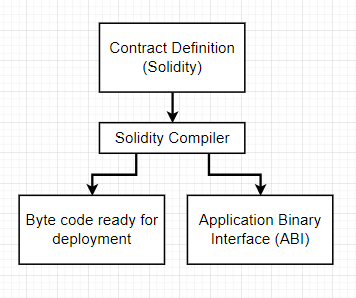 Contract Definition
(Solidity)
Solidity Compiler
Byte code ready for
deployment
Application Binary
Interface (ABI)